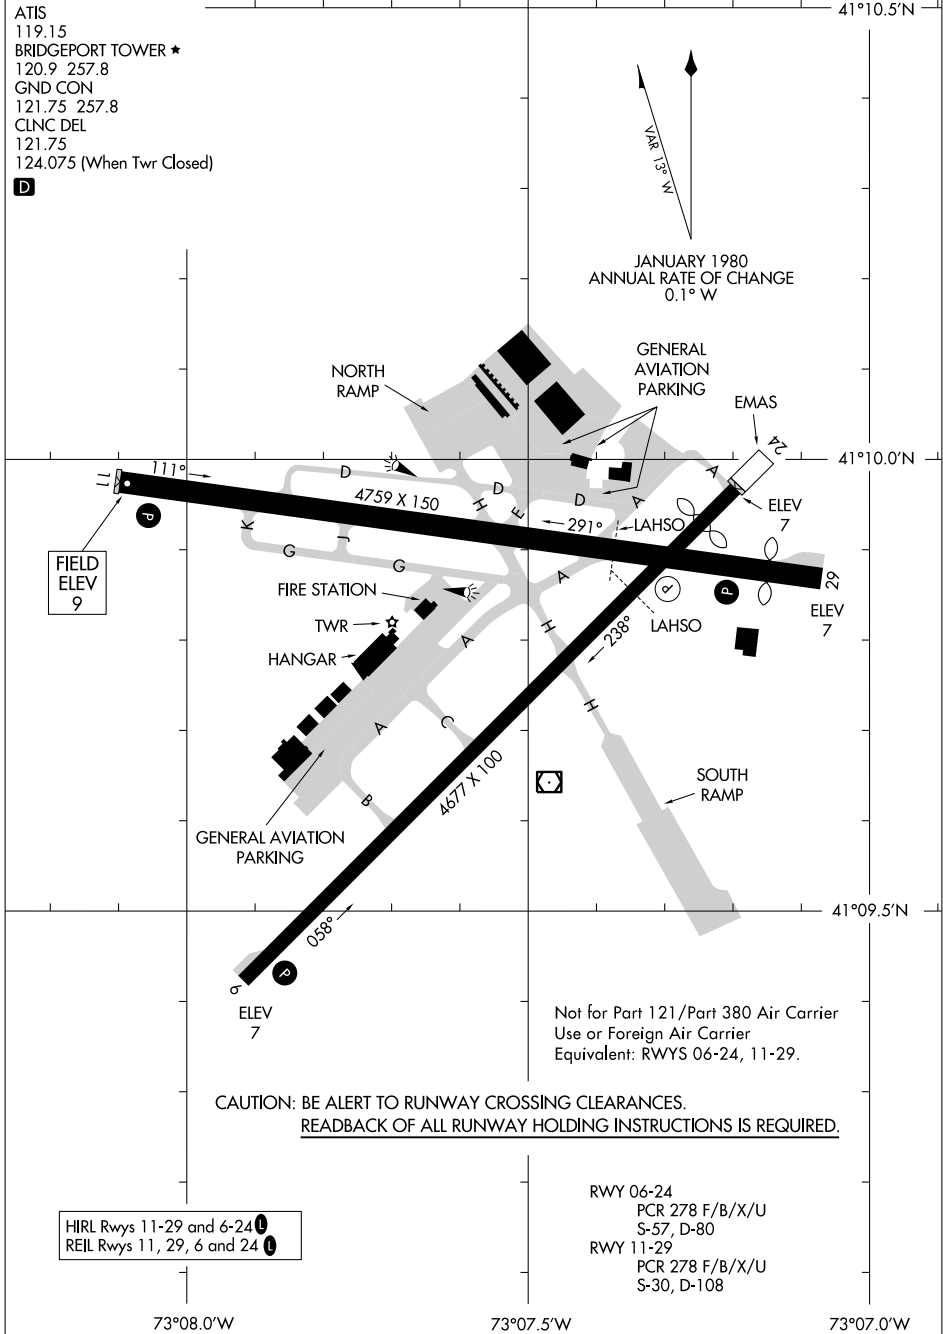 ATIS
119.15
BRIDGEPORT TOWER ★
120.9 257.8
GND CON
121.75 257.8
CLNC DEL
121.75
124.075 (When Twr Closed)
D
41°10.5'N
VAR 13° W
JANUARY 1980
ANNUAL RATE OF CHANGE
0.1° W
NORTH
RAMP
GENERAL
AVIATION
PARKING
EMAS
24
11
111°
D
4759 X 150
H
D
E
D
A
A
41°10.0'N
ELEV
7
P
K
J
G
G
291°
LAHSO
FIELD
ELEV
9
FIRE STATION
A
P
P
29
ELEV
7
TWR
A
H
238°
LAHSO
HANGAR
A
C
H
4677 X 100
SOUTH
RAMP
B
GENERAL AVIATION
PARKING
41°09.5'N
058°
6
P
ELEV
7
Not for Part 121/Part 380 Air Carrier
Use or Foreign Air Carrier
Equivalent: RWYS 06-24, 11-29.
CAUTION: BE ALERT TO RUNWAY CROSSING CLEARANCES.
READBACK OF ALL RUNWAY HOLDING INSTRUCTIONS IS REQUIRED.
HIRL Rwys 11-29 and 6-24 L
REIL Rwys 11, 29, 6 and 24 L
RWY 06-24
PCR 278 F/B/X/U
S-57, D-80
RWY 11-29
PCR 278 F/B/X/U
S-30, D-108
73°08.0'W
73°07.5'W
73°07.0'W